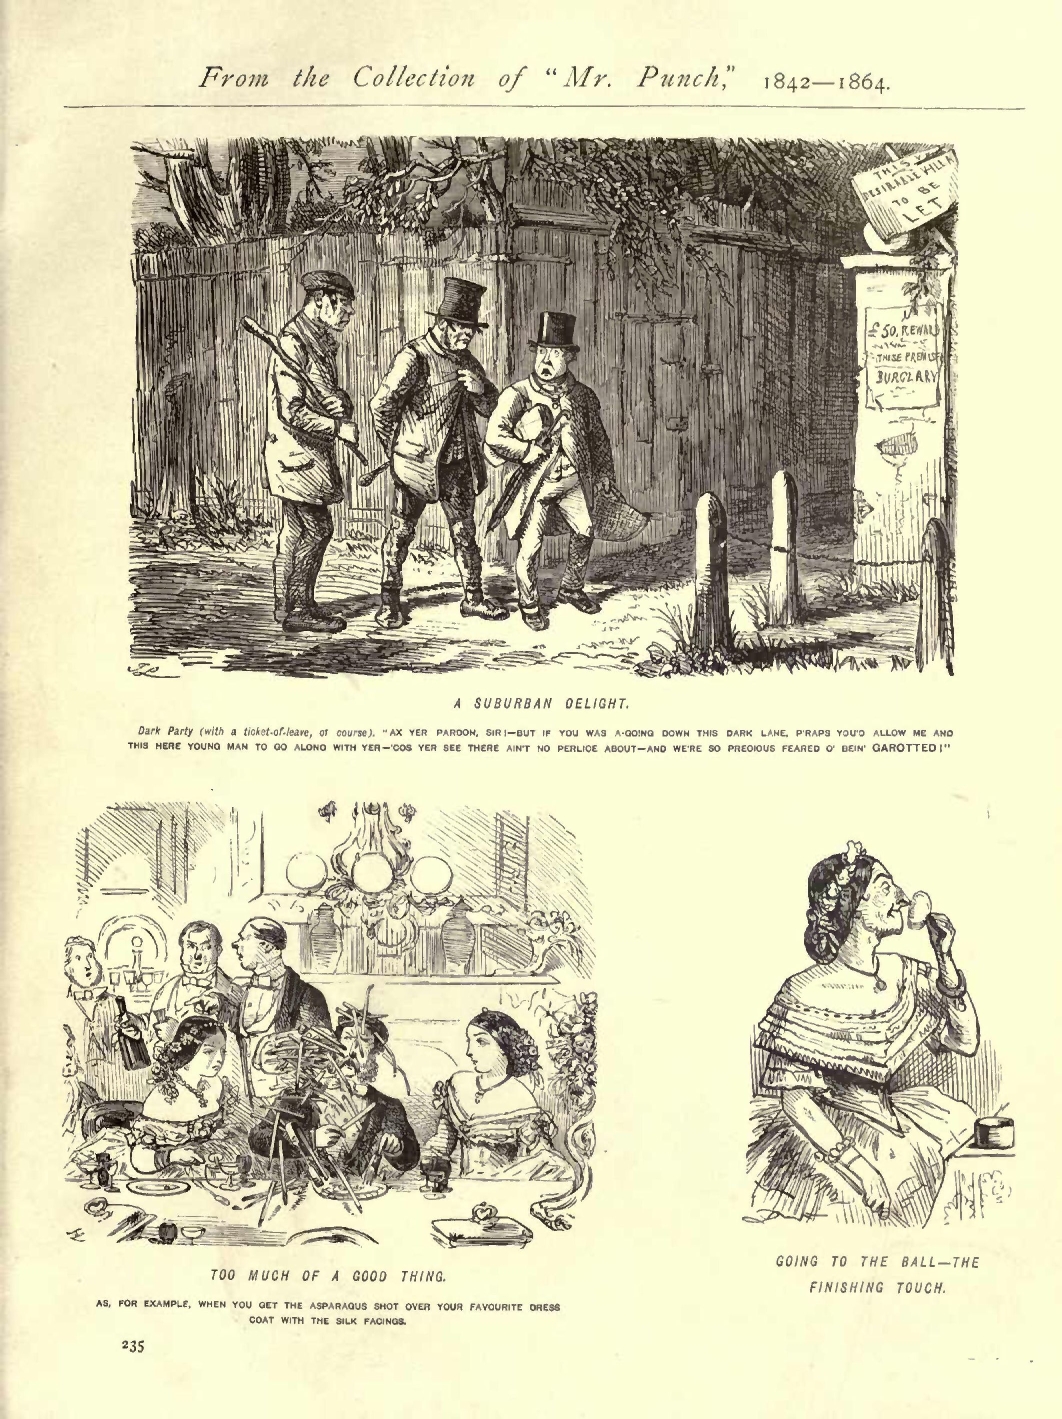 From the Collection of "Mr. Punch," 1842—1864.
THIS
DESIRABLE VILLA
TO BE
LET
£50, REWARD
THESE PREMISES
BURGLARY
JL
A SUBURBAN DELIGHT.
Dark Party (with a ticket-of-leave, of course). "AX YER PARDON, SIR!—BUT IF YOU WAS A-GOING DOWN THIS DARK LANE, P'RAPS YOU'D ALLOW ME AND
THIS HERE YOUNG MAN TO GO ALONG WITH YER—'COS YER SEE THERE AIN'T NO PERLICE ABOUT—AND WE'RE SO PRECIOUS FEARED O' BEIN' GAROTTED!"
TOO MUCH OF A GOOD THING.
AS, FOR EXAMPLE, WHEN YOU GET THE ASPARAGUS SHOT OVER YOUR FAVOURITE DRESS
COAT WITH THE SILK FACINGS.
GOING TO THE BALL—THE
FINISHING TOUCH.
235